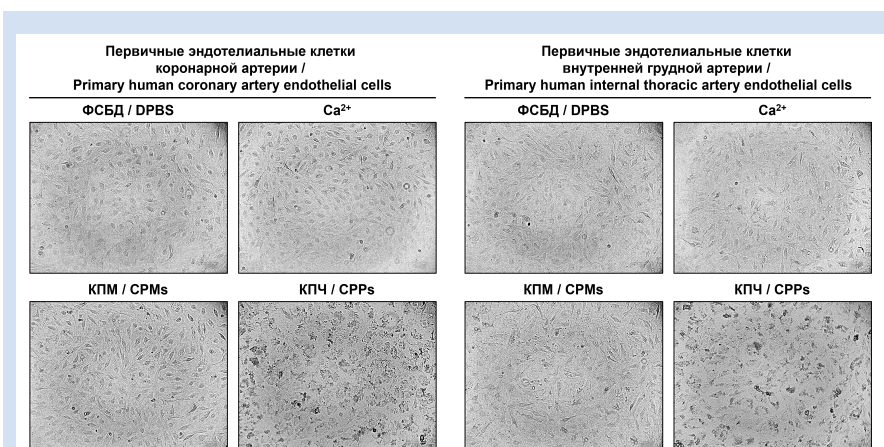 Первичные эндотелиальные клетки
коронарной артерии /
Primary human coronary artery endothelial cells
ФСБД / DPBS
Ca²⁺
КПМ / CPMs
КПЧ / CPPs
Первичные эндотелиальные клетки
внутренней грудной артерии /
Primary human internal thoracic artery endothelial cells
ФСБД / DPBS
Ca²⁺
КПМ / CPMs
КПЧ / CPPs